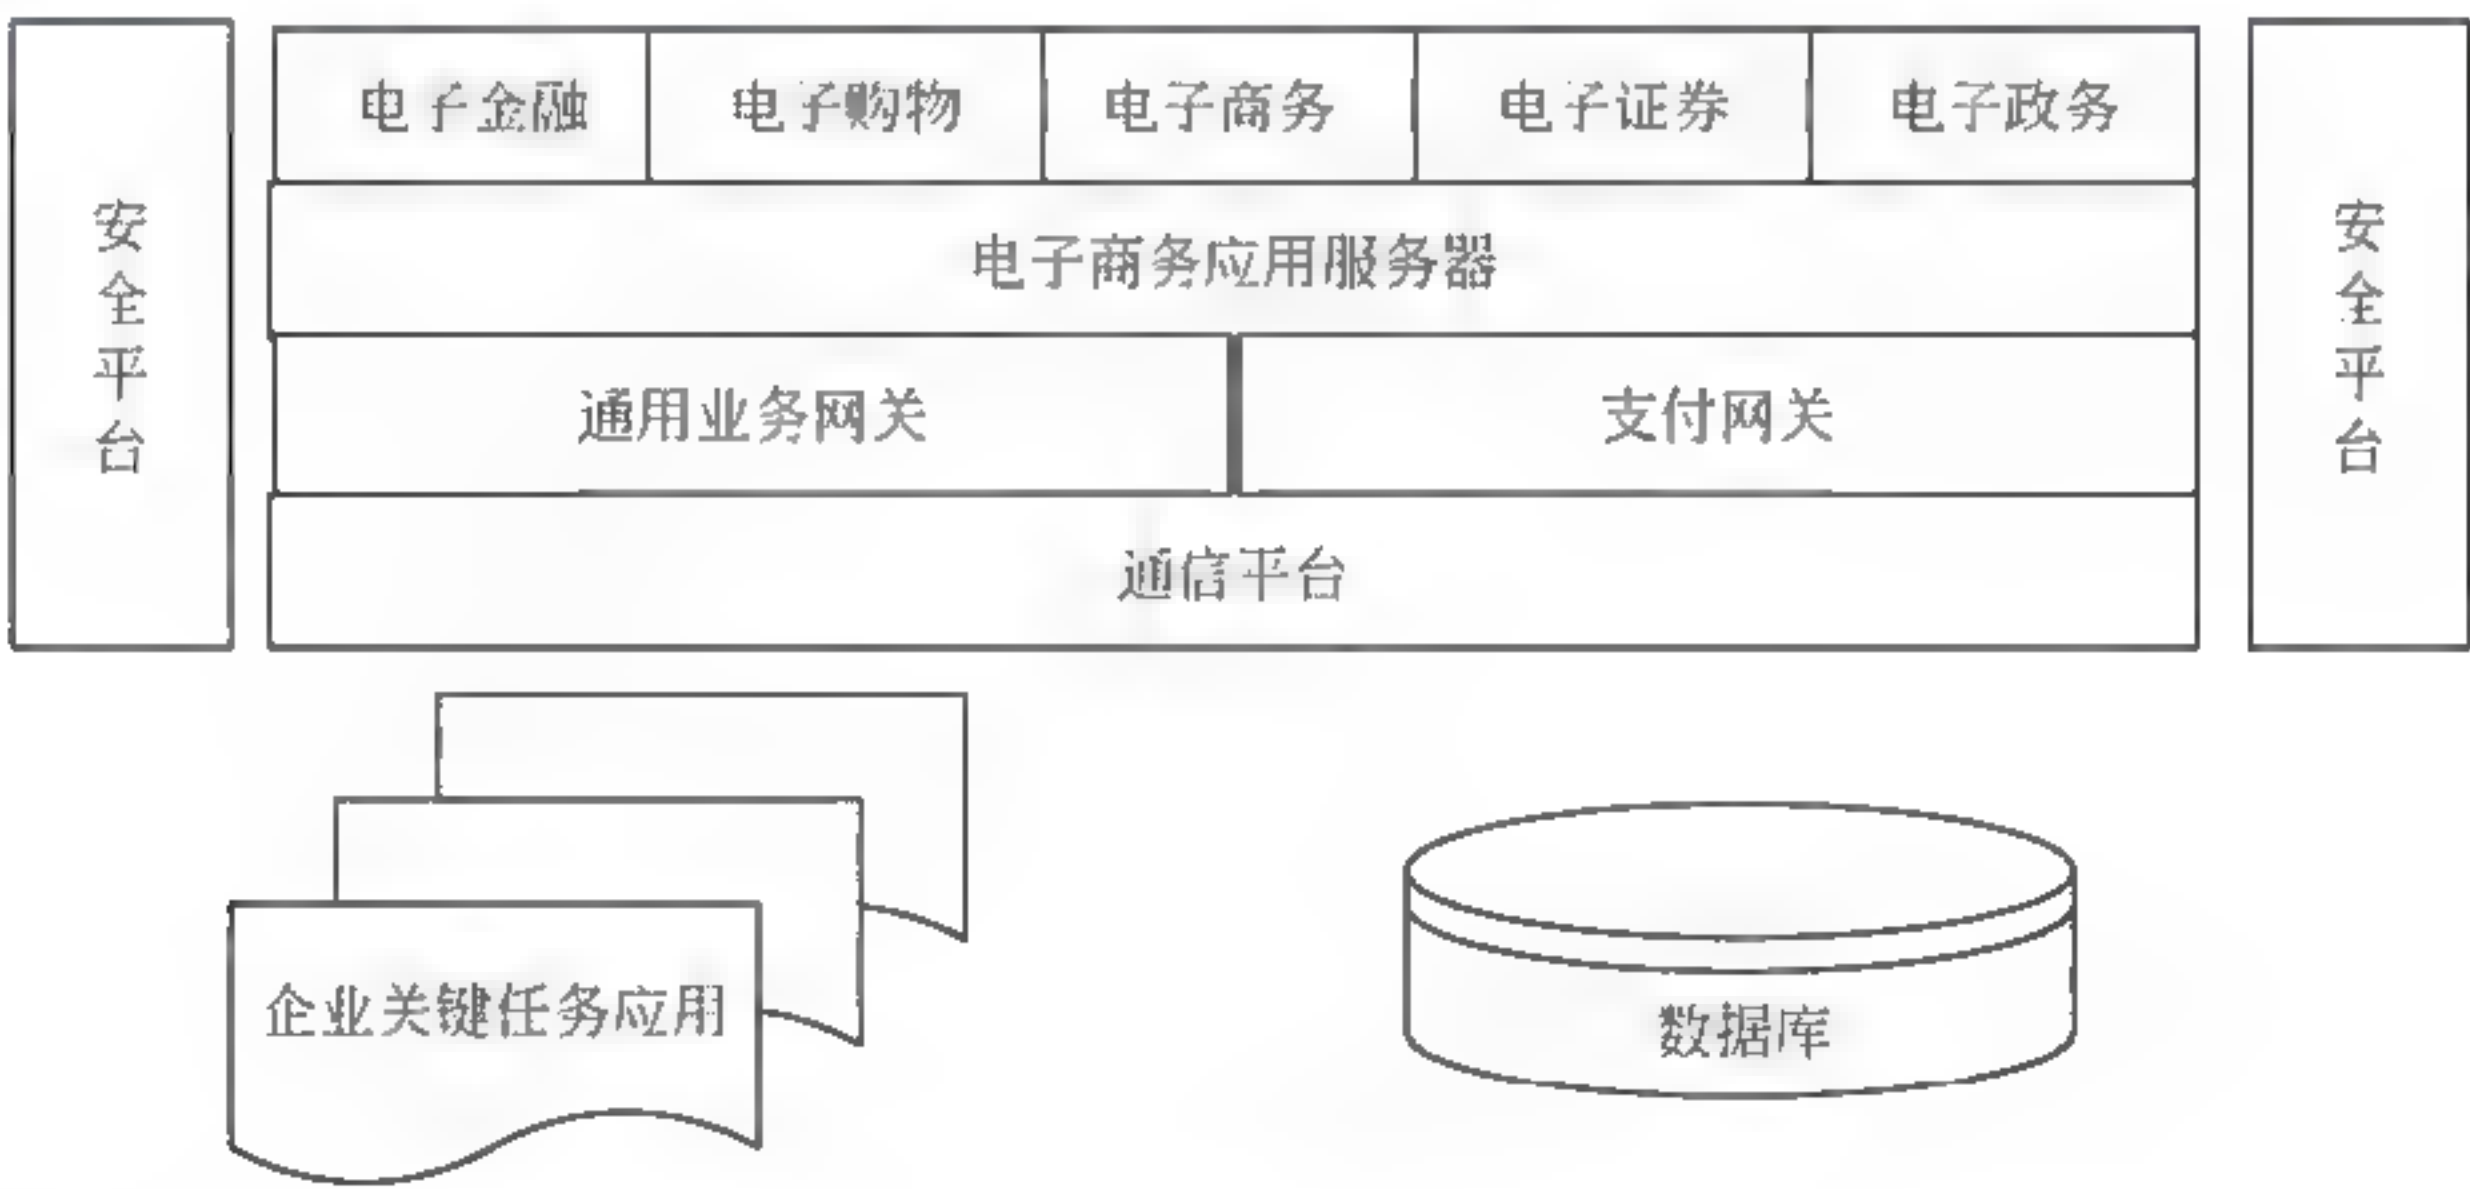 电子金融 电子购物 电子商务 电子证券 电子政务
安全平台
电子商务应用服务器
安全平台
通用业务网关 支付网关
通信平台
企业关键任务应用
数据库